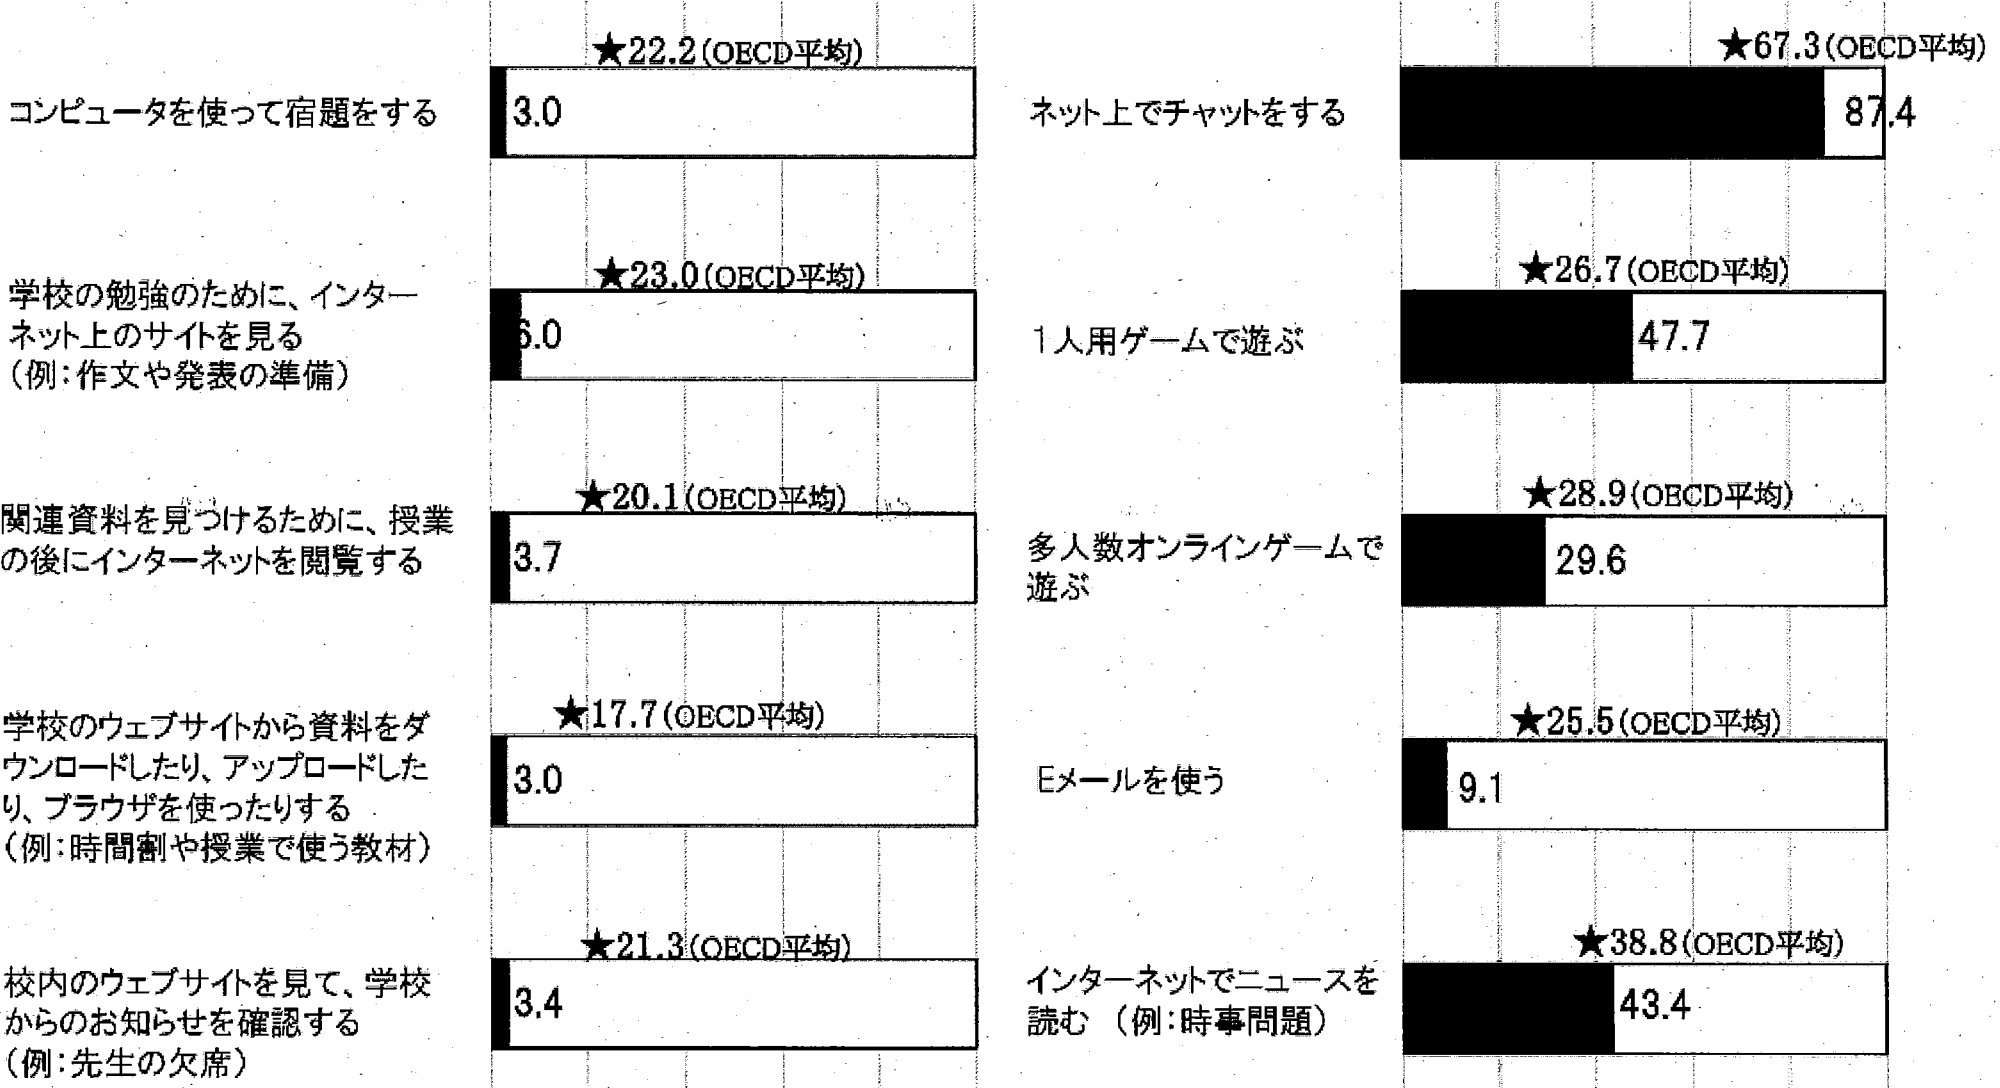 ★22.2(OECD平均)
コンピュータを使って宿題をする
3.0
★23.0(OECD平均)
学校の勉強のために、インター
ネット上のサイトを見る
(例:作文や発表の準備)
6.0
★20.1(OECD平均)
関連資料を見つけるために、授業
の後にインターネットを閲覧する
3.7
★17.7(OECD平均)
学校のウェブサイトから資料をダ
ウンロードしたり、アップロードした
り、ブラウザを使ったりする
(例:時間割や授業で使う教材)
3.0
★21.3(OECD平均)
校内のウェブサイトを見て、学校
からのお知らせを確認する
(例:先生の欠席)
3.4
★67.3(OECD平均)
ネット上でチャットをする
87.4
★26.7(OECD平均)
1人用ゲームで遊ぶ
47.7
★28.9(OECD平均)
多人数オンラインゲームで
遊ぶ
29.6
★25.5(OECD平均)
Eメールを使う
9.1
★38.8(OECD平均)
インターネットでニュースを
読む (例:時事問題)
43.4